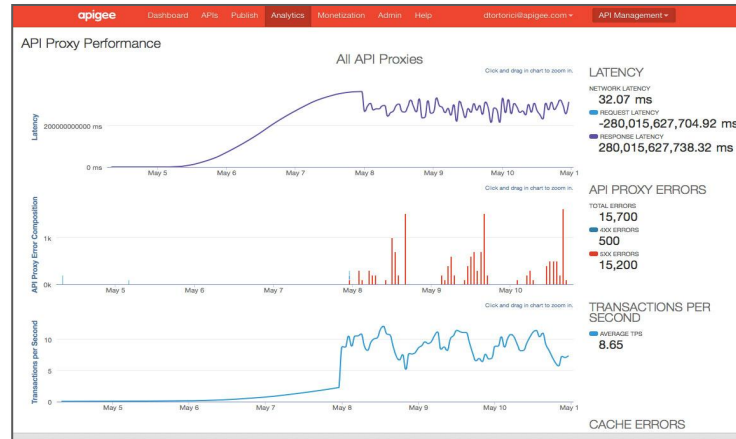 apigee Dashboard APIs Publish Analytics Monetization Admin Help dtortorici@apigee.com API Management
API Proxy Performance
All API Proxies
Click and drag in chart to zoom in.
Latency
200000000000 ms
0 ms
May 5 May 6 May 7 May 8 May 9 May 10 May 1
LATENCY
NETWORK LATENCY
32.07 ms
REQUEST LATENCY
-280,015,627,704.92 ms
RESPONSE LATENCY
280,015,627,738.32 ms
Click and drag in chart to zoom in.
API Proxy Error Composition
1k
0k
May 5 May 6 May 7 May 8 May 9 May 10
API PROXY ERRORS
TOTAL ERRORS
15,700
4XX ERRORS
500
5XX ERRORS
15,200
Click and drag in chart to zoom in.
Transactions per Second
10
5
0
May 5 May 6 May 7 May 8 May 9 May 10 May 1
TRANSACTIONS PER
SECOND
AVERAGE TPS
8.65
CACHE ERRORS